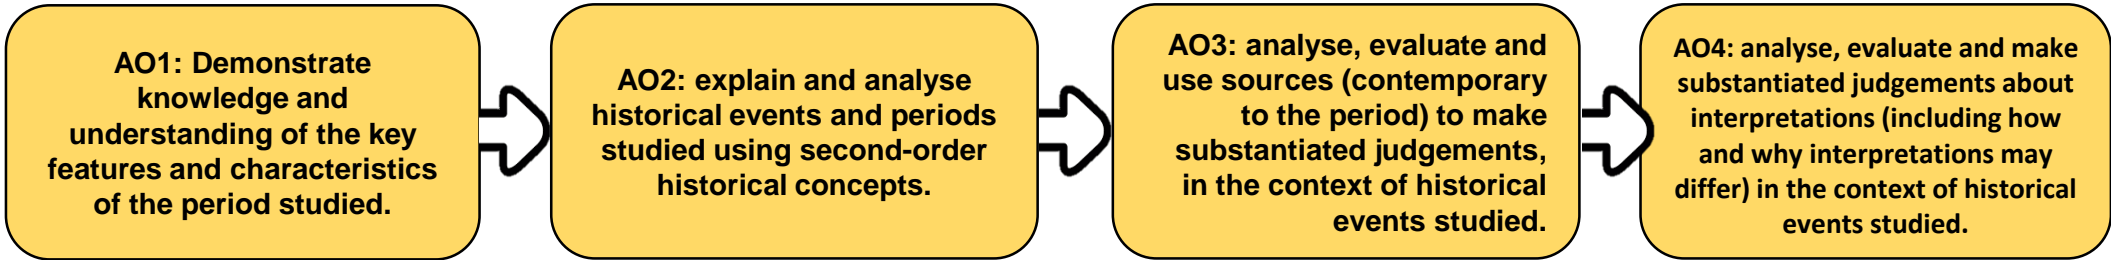 AO1: Demonstrate
knowledge and
understanding of the key
features and characteristics
of the period studied.
AO2: explain and analyse
historical events and periods
studied using second-order
historical concepts.
AO3: analyse, evaluate and
use sources (contemporary
to the period) to make
substantiated judgements,
in the context of historical
events studied.
AO4: analyse, evaluate and make
substantiated judgements about
interpretations (including how
and why interpretations may
differ) in the context of historical
events studied.